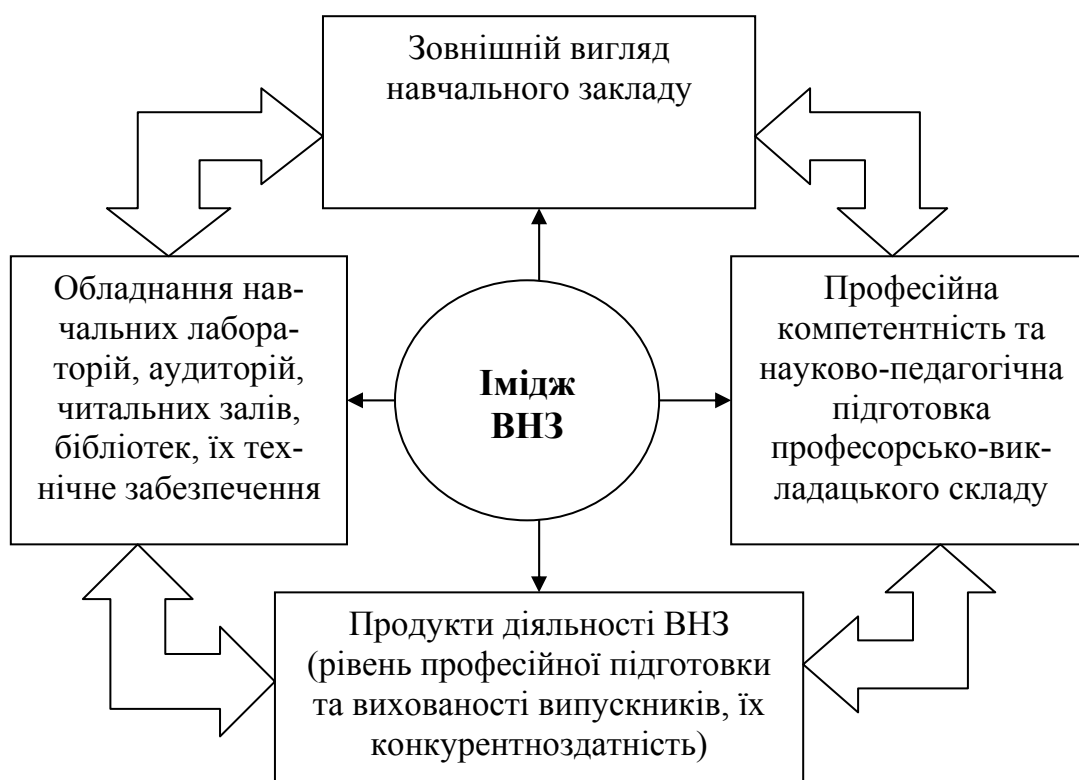 Зовнішній вигляд
навчального закладу
Обладнання нав-
чальних лабора-
торій, аудиторій,
читальних залів,
бібліотек, їх тех-
нічне забезпечення
Імідж
ВНЗ
Професійна
компетентність та
науково-педагогічна
підготовка
професорсько-вик-
ладацького складу
Продукти діяльності ВНЗ
(рівень професійної підготовки
та вихованості випускників, їх
конкурентноздатність)